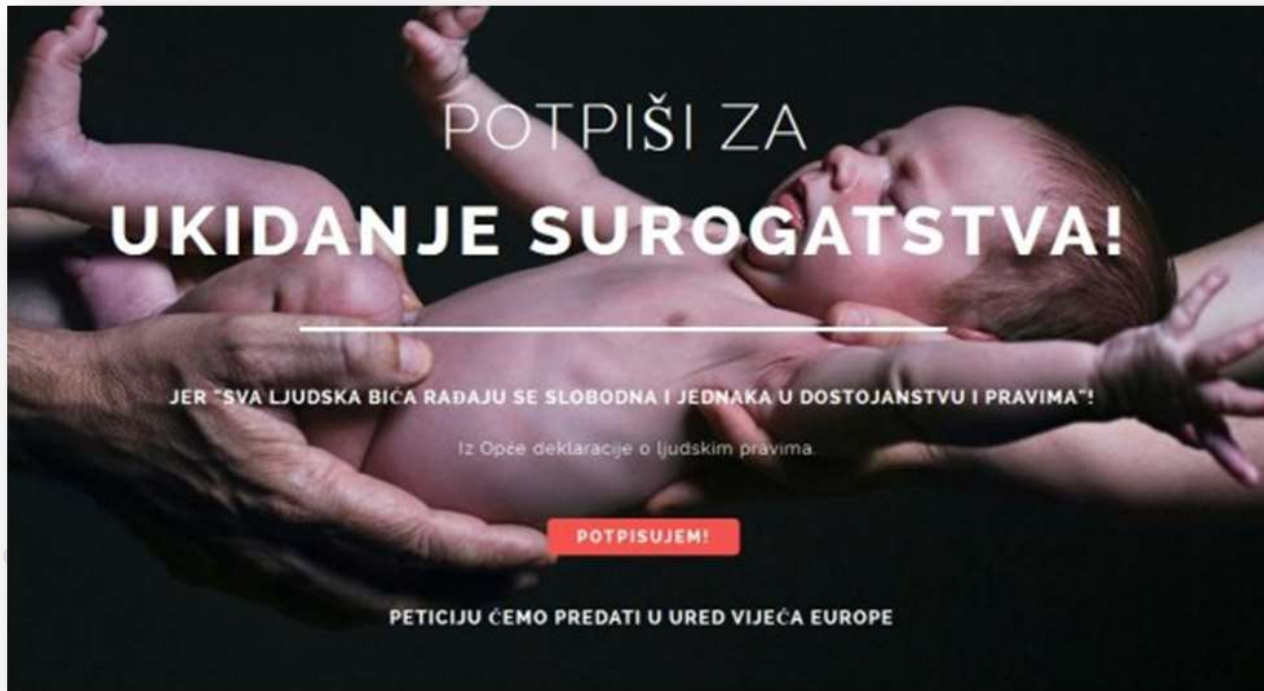 POTPIŠI ZA
UKIDANJE SUROGATSTVA!
JER "SVA LJUDSKA BIĆA RAĐAJU SE SLOBODNA I JEDNAKA U DOSTOJANSTVU I PRAVIMA"!
Iz Opće deklaracije o ljudskim pravima.
POTPISUJEM!
PETICIJU ĆEMO PREDATI U URED VIJEĆA EUROPE